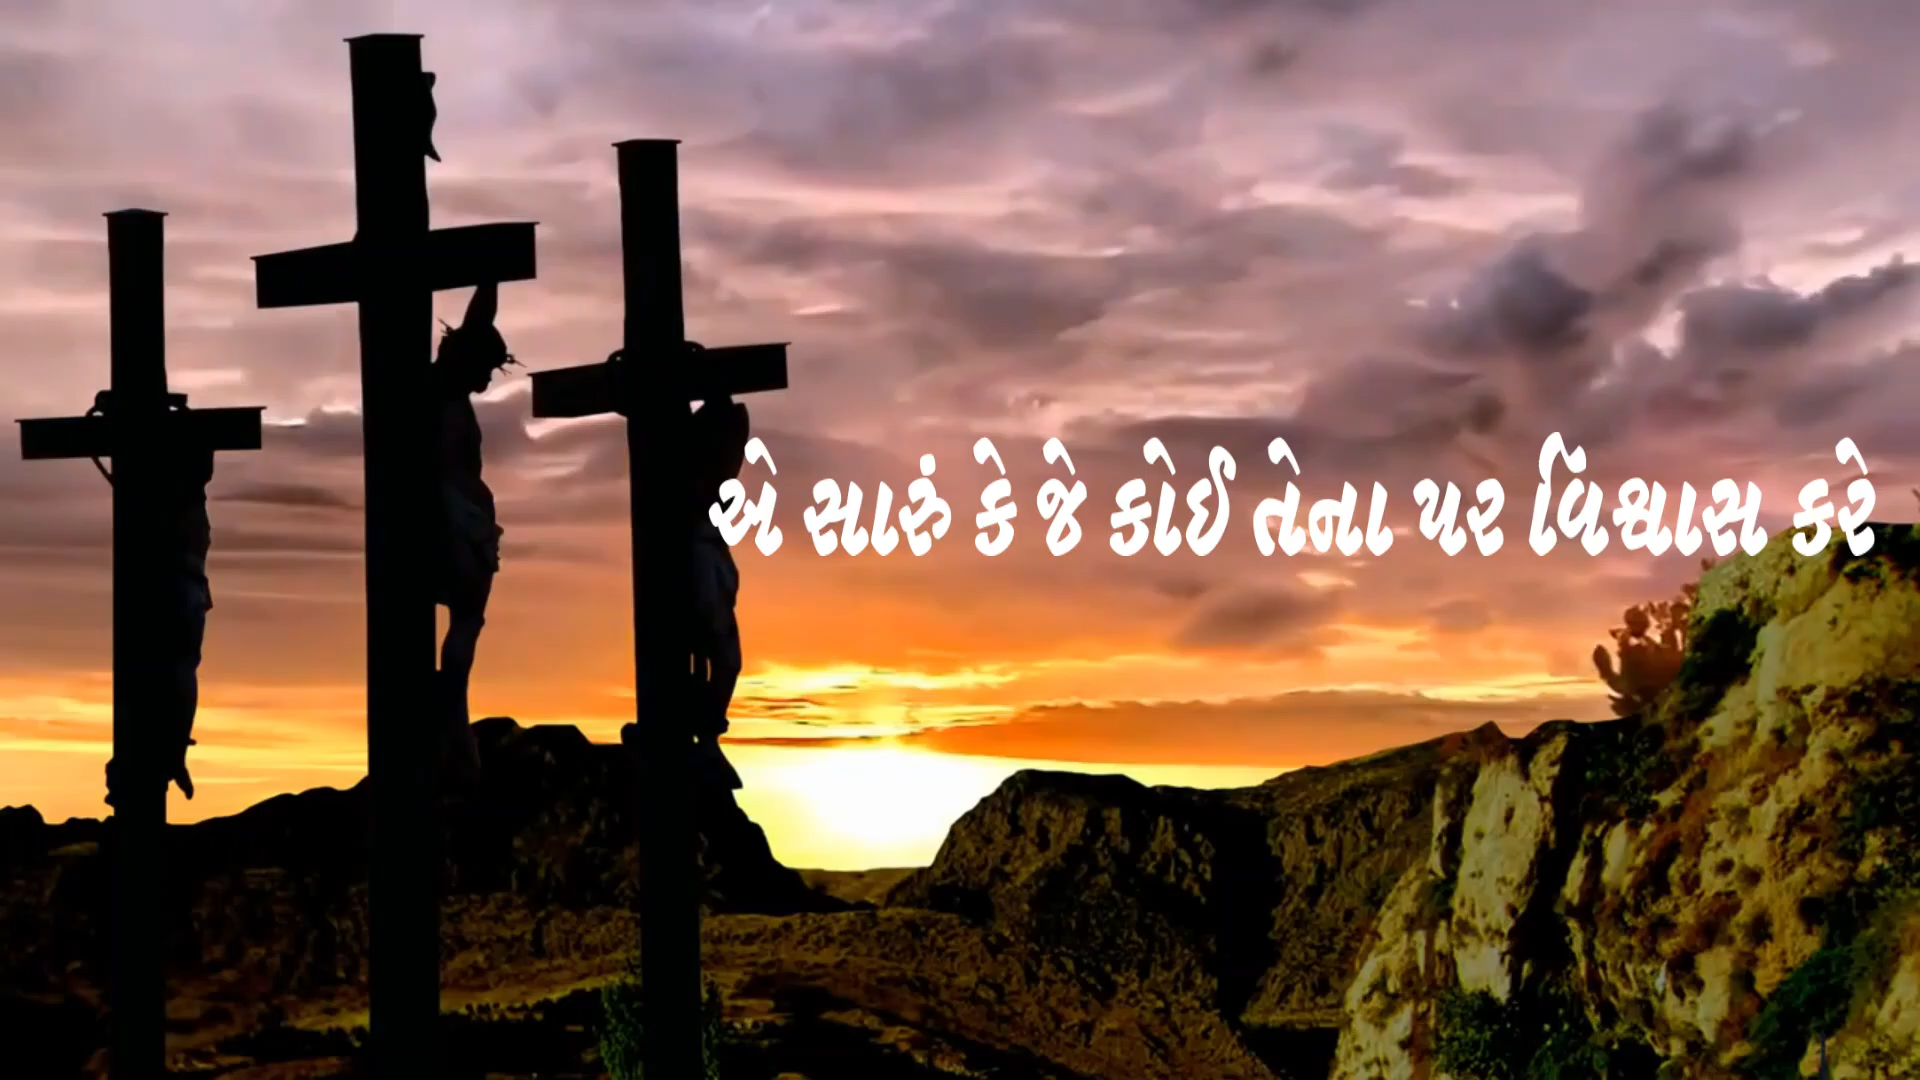 એ સારું કે જે કોઈ તેના પર વિશ્વાસ કરે